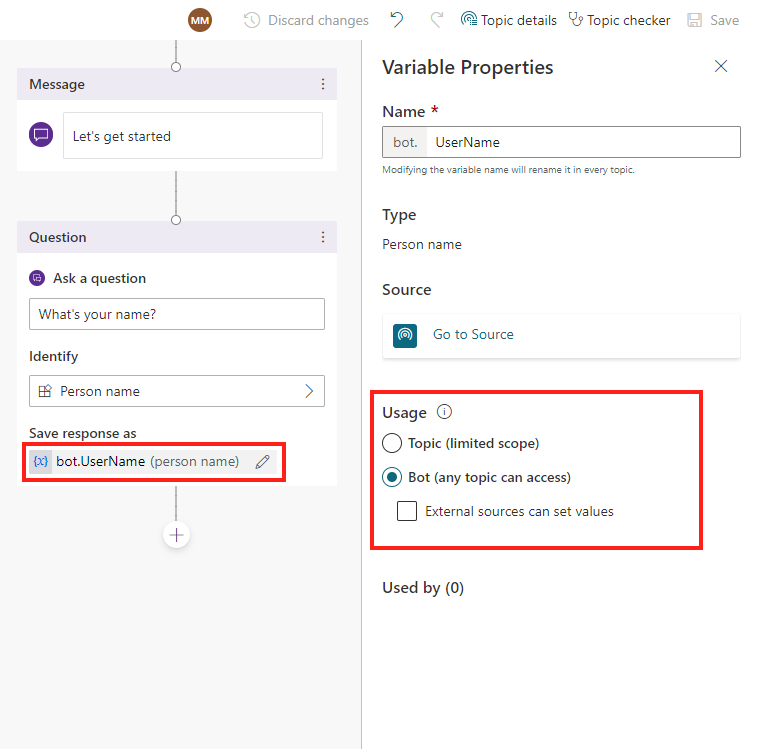 MM Discard changes Topic details Topic checker Save
Message
Let's get started
Question
Ask a question
What's your name?
Identify
Person name
Save response as
{x} bot.UserName (person name)
Variable Properties
Name *
bot. UserName
Modifying the variable name will rename it in every topic.
Type
Person name
Source
Go to Source
Usage
Topic (limited scope)
Bot (any topic can access)
External sources can set values
Used by (0)